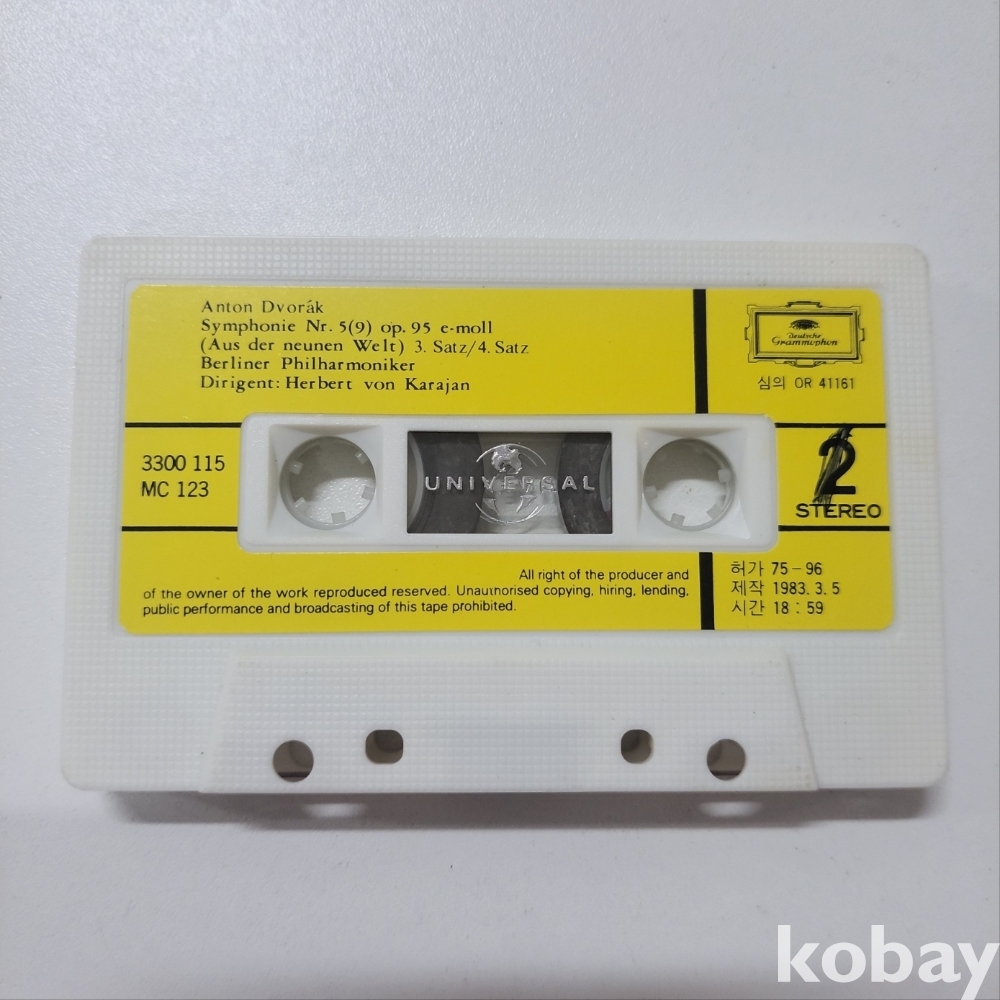 Anton Dvorák
Symphonie Nr. 5(9) op. 95 e-moll
(Aus der neunen Welt) 3. Satz/4. Satz
Berliner Philharmoniker
Dirigent: Herbert von Karajan
Deutsche
Grammophon
심의 OR 41161
3300 115
MC 123
UNIVERSAL
2
STEREO
All right of the producer and
of the owner of the work reproduced reserved. Unauthorised copying, hiring, lending,
public performance and broadcasting of this tape prohibited.
허가 75-96
제작 1983. 3. 5
시간 18 : 59
kobay